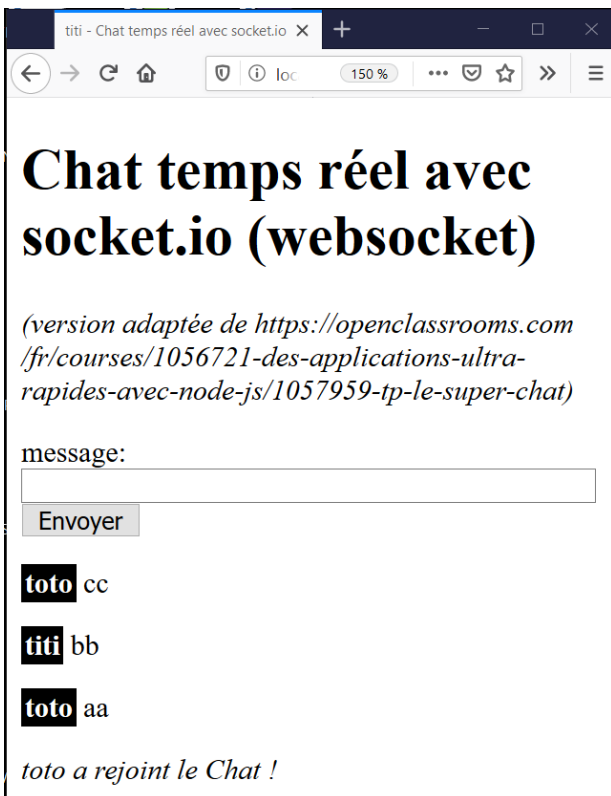 titi - Chat temps réel avec socket.io
loc
150 %
Chat temps réel avec
socket.io (websocket)
(version adaptée de https://openclassrooms.com
/fr/courses/1056721-des-applications-ultra-
rapides-avec-node-js/1057959-tp-le-super-chat)
message:
Envoyer
toto cc
titi bb
toto aa
toto a rejoint le Chat !